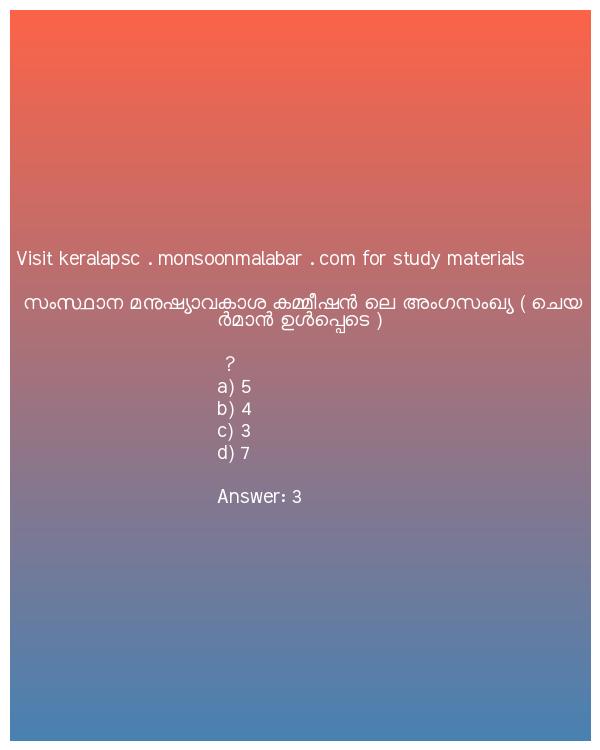 Visit keralapsc . monsoonmalabar . com for study materials
സംസ്ഥാന മനുഷ്യാവകാശ കമ്മീഷൻ ലെ അംഗസംഖ്യ ( ചെയ
ർമാൻ ഉൾപ്പെടെ )
?
a) 5
b) 4
c) 3
d) 7
Answer: 3